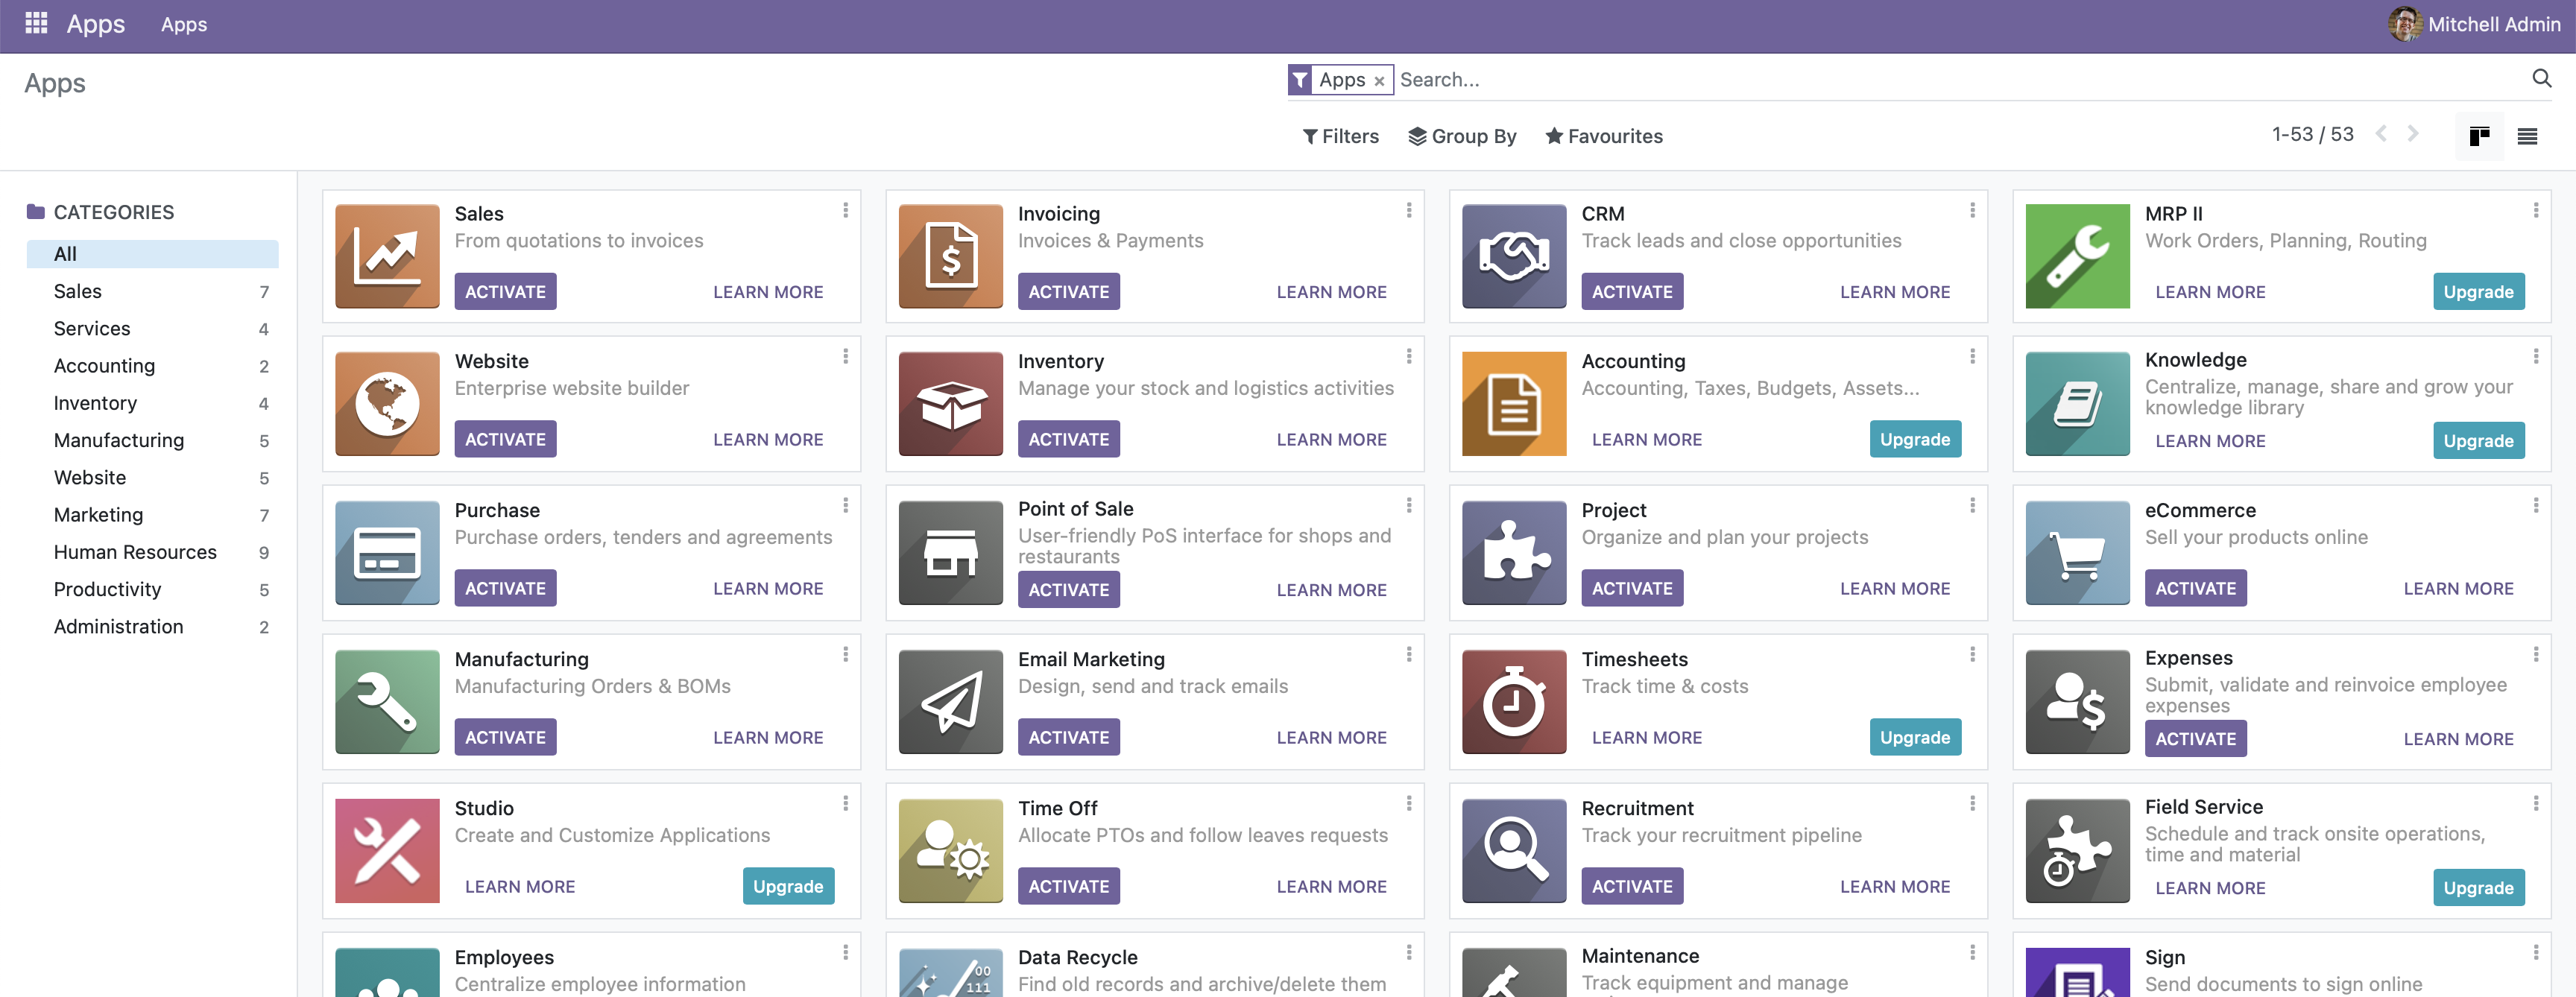 Apps
Apps
Mitchell Admin
Apps
Apps × Search...
Filters
Group By
Favourites
1-53 / 53
CATEGORIES
All
Sales 7
Services 4
Accounting 2
Inventory 4
Manufacturing 5
Website 5
Marketing 7
Human Resources 9
Productivity 5
Administration 2
Sales
From quotations to invoices
ACTIVATE LEARN MORE
Invoicing
Invoices & Payments
ACTIVATE LEARN MORE
CRM
Track leads and close opportunities
ACTIVATE LEARN MORE
MRP II
Work Orders, Planning, Routing
LEARN MORE Upgrade
Website
Enterprise website builder
ACTIVATE LEARN MORE
Inventory
Manage your stock and logistics activities
ACTIVATE LEARN MORE
Accounting
Accounting, Taxes, Budgets, Assets...
LEARN MORE Upgrade
Knowledge
Centralize, manage, share and grow your
knowledge library
LEARN MORE Upgrade
Purchase
Purchase orders, tenders and agreements
ACTIVATE LEARN MORE
Point of Sale
User-friendly PoS interface for shops and
restaurants
ACTIVATE LEARN MORE
Project
Organize and plan your projects
ACTIVATE LEARN MORE
eCommerce
Sell your products online
ACTIVATE LEARN MORE
Manufacturing
Manufacturing Orders & BOMs
ACTIVATE LEARN MORE
Email Marketing
Design, send and track emails
ACTIVATE LEARN MORE
Timesheets
Track time & costs
LEARN MORE Upgrade
Expenses
Submit, validate and reinvoice employee
expenses
ACTIVATE LEARN MORE
Studio
Create and Customize Applications
LEARN MORE Upgrade
Time Off
Allocate PTOs and follow leaves requests
ACTIVATE LEARN MORE
Recruitment
Track your recruitment pipeline
ACTIVATE LEARN MORE
Field Service
Schedule and track onsite operations,
time and material
LEARN MORE Upgrade
Employees
Centralize employee information
00
111
Data Recycle
Find old records and archive/delete them
Maintenance
Track equipment and manage
Sign
Send documents to sign online